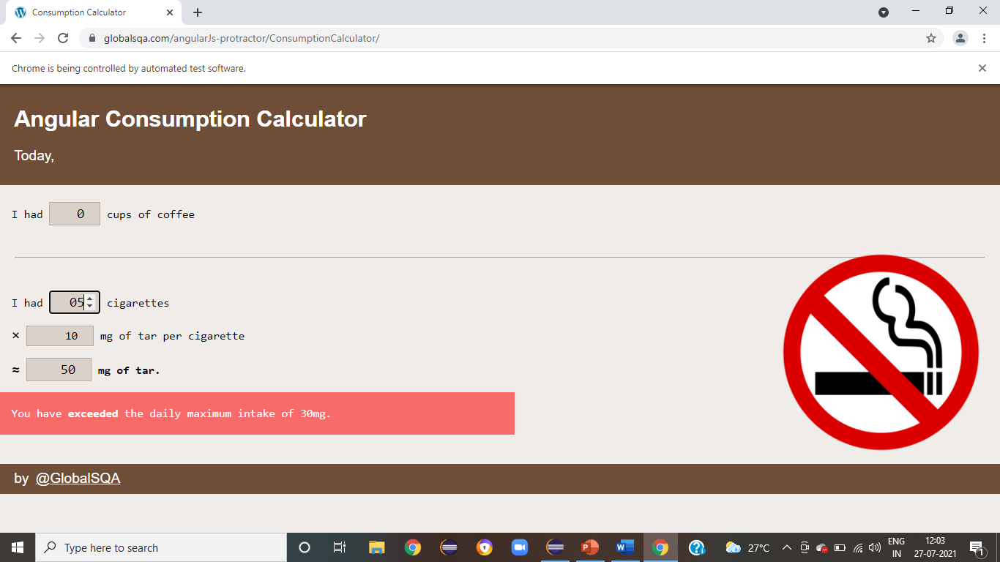 Consumption Calculator
globalsqa.com/angularJs-protractor/ConsumptionCalculator/
Chrome is being controlled by automated test software.
Angular Consumption Calculator
Today,
I had 0 cups of coffee
I had 05 cigarettes
× 10 mg of tar per cigarette
≈ 50 mg of tar.
You have exceeded the daily maximum intake of 30mg.
by @GlobalSQA
Type here to search
27°C
ENG
IN
12:03
27-07-2021
1